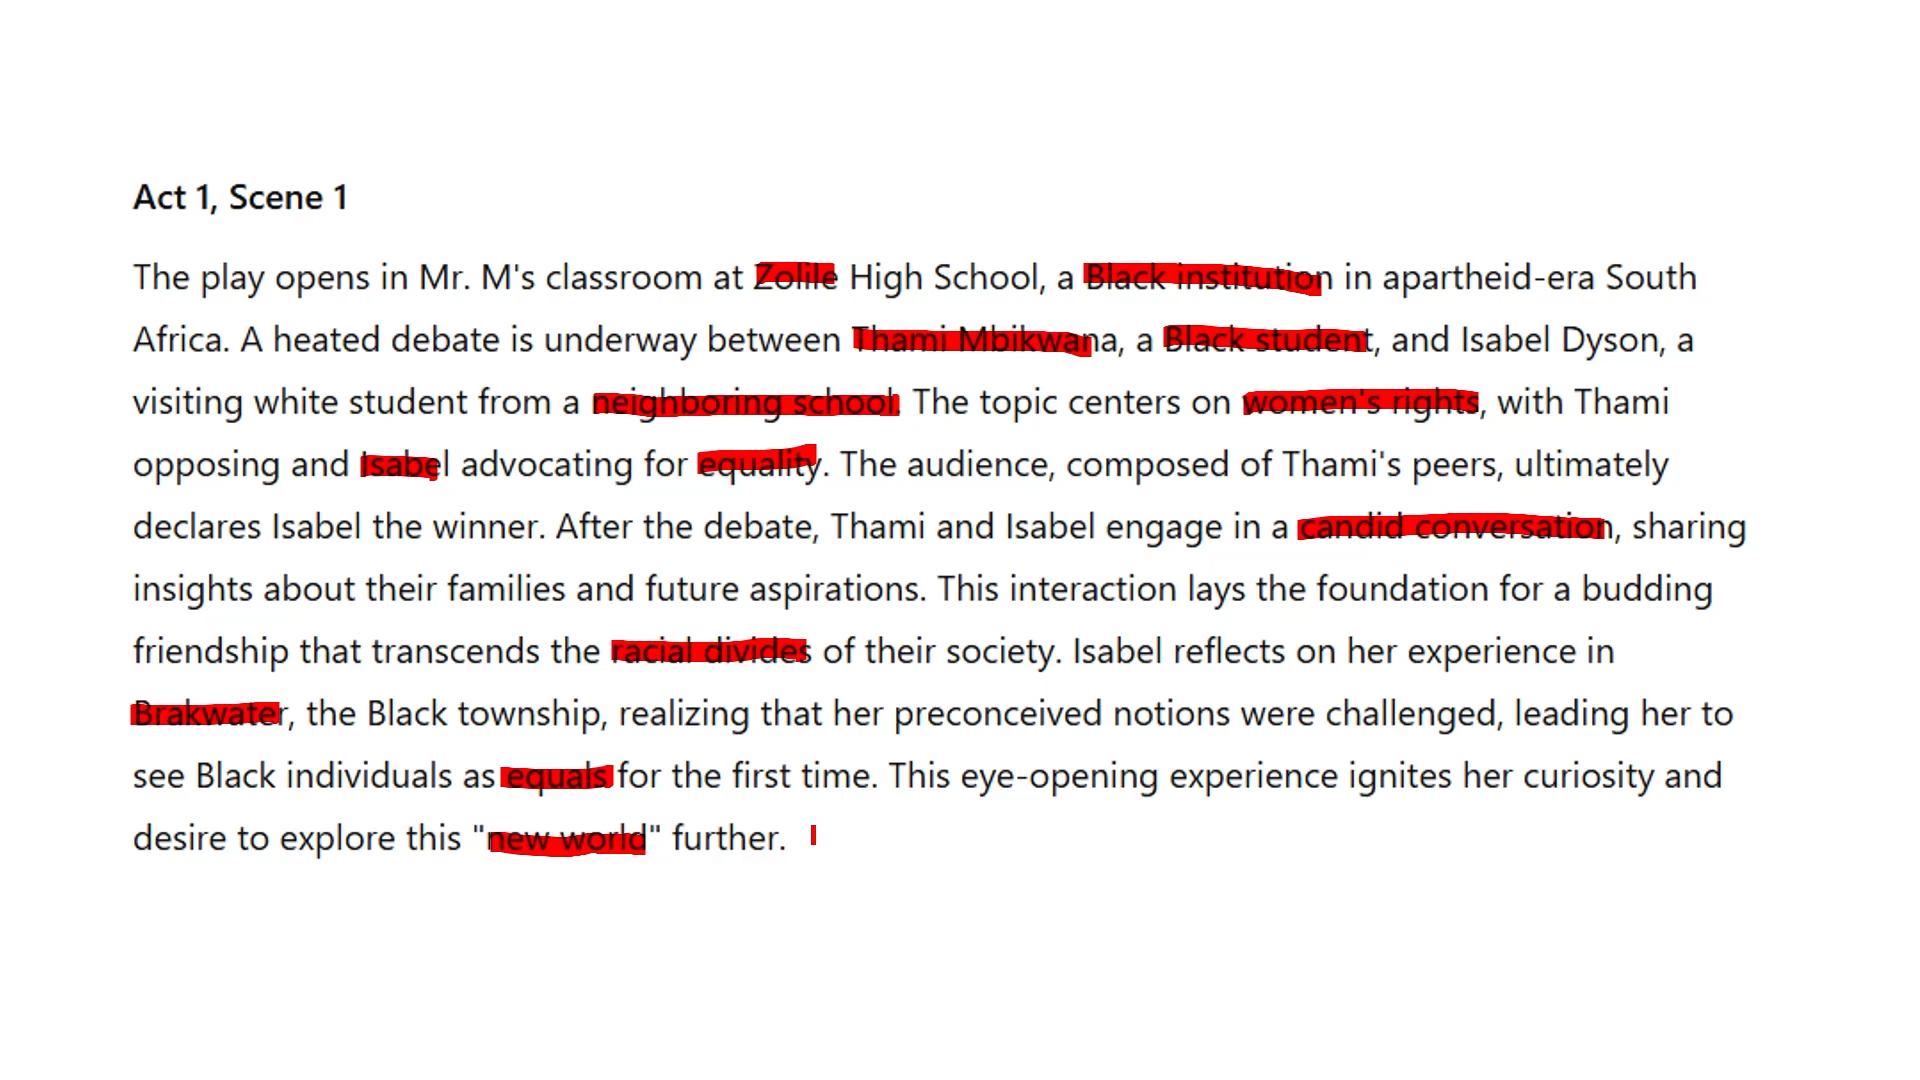 Act 1, Scene 1
The play opens in Mr. M's classroom at Zolile High School, a Black institution in apartheid-era South
Africa. A heated debate is underway between Thami Mbikwana, a Black student, and Isabel Dyson, a
visiting white student from a neighboring school. The topic centers on women's rights, with Thami
opposing and Isabel advocating for equality. The audience, composed of Thami's peers, ultimately
declares Isabel the winner. After the debate, Thami and Isabel engage in a candid conversation, sharing
insights about their families and future aspirations. This interaction lays the foundation for a budding
friendship that transcends the racial divides of their society. Isabel reflects on her experience in
Brakwater, the Black township, realizing that her preconceived notions were challenged, leading her to
see Black individuals as equals for the first time. This eye-opening experience ignites her curiosity and
desire to explore this "new world" further.